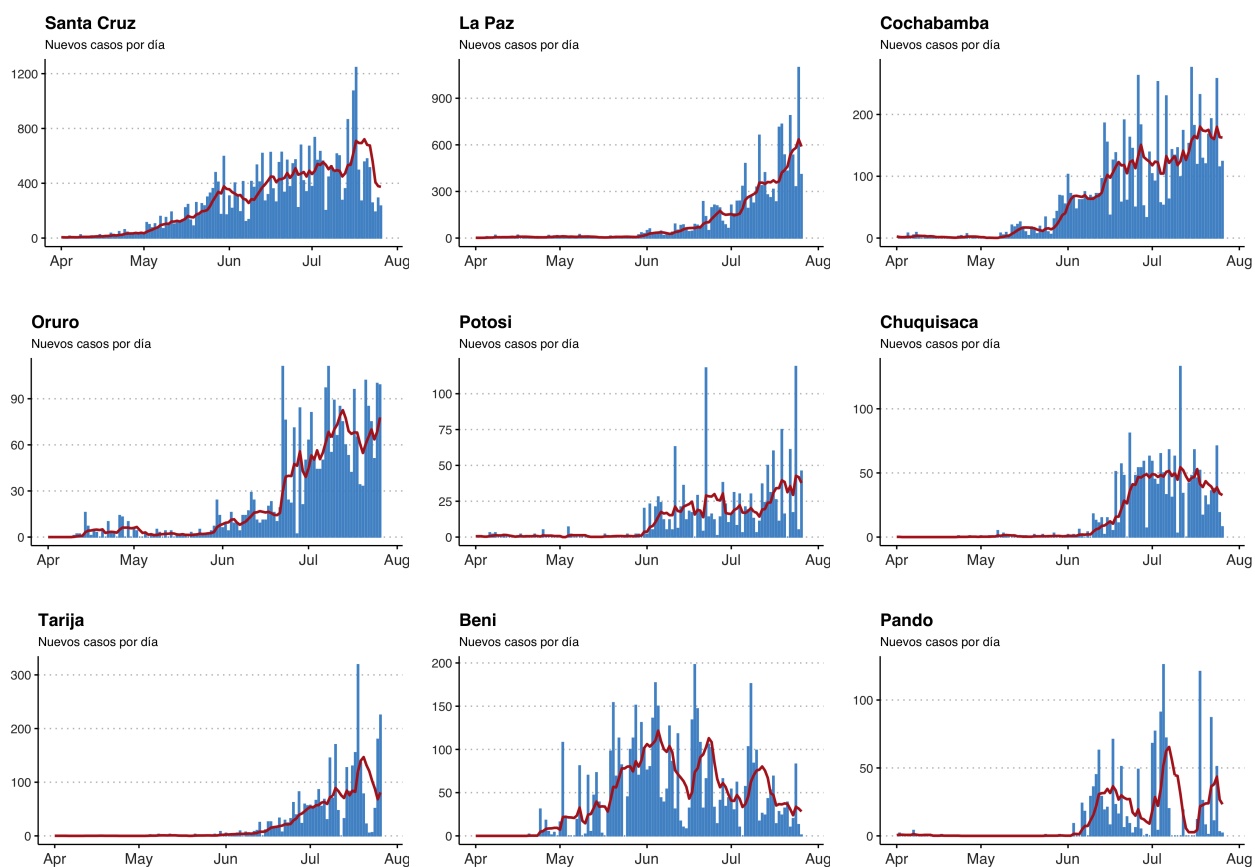 Santa Cruz
Nuevos casos por día
1200
800
400
0
Apr May Jun Jul Aug
La Paz
Nuevos casos por día
900
600
300
0
Apr May Jun Jul Aug
Cochabamba
Nuevos casos por día
200
100
0
Apr May Jun Jul Aug
Oruro
Nuevos casos por día
90
60
30
0
Apr May Jun Jul Aug
Potosi
Nuevos casos por día
100
75
50
25
0
Apr May Jun Jul Aug
Chuquisaca
Nuevos casos por día
100
50
0
Apr May Jun Jul Aug
Tarija
Nuevos casos por día
300
200
100
0
Apr May Jun Jul Aug
Beni
Nuevos casos por día
200
150
100
50
0
Apr May Jun Jul Aug
Pando
Nuevos casos por día
100
50
0
Apr May Jun Jul Aug